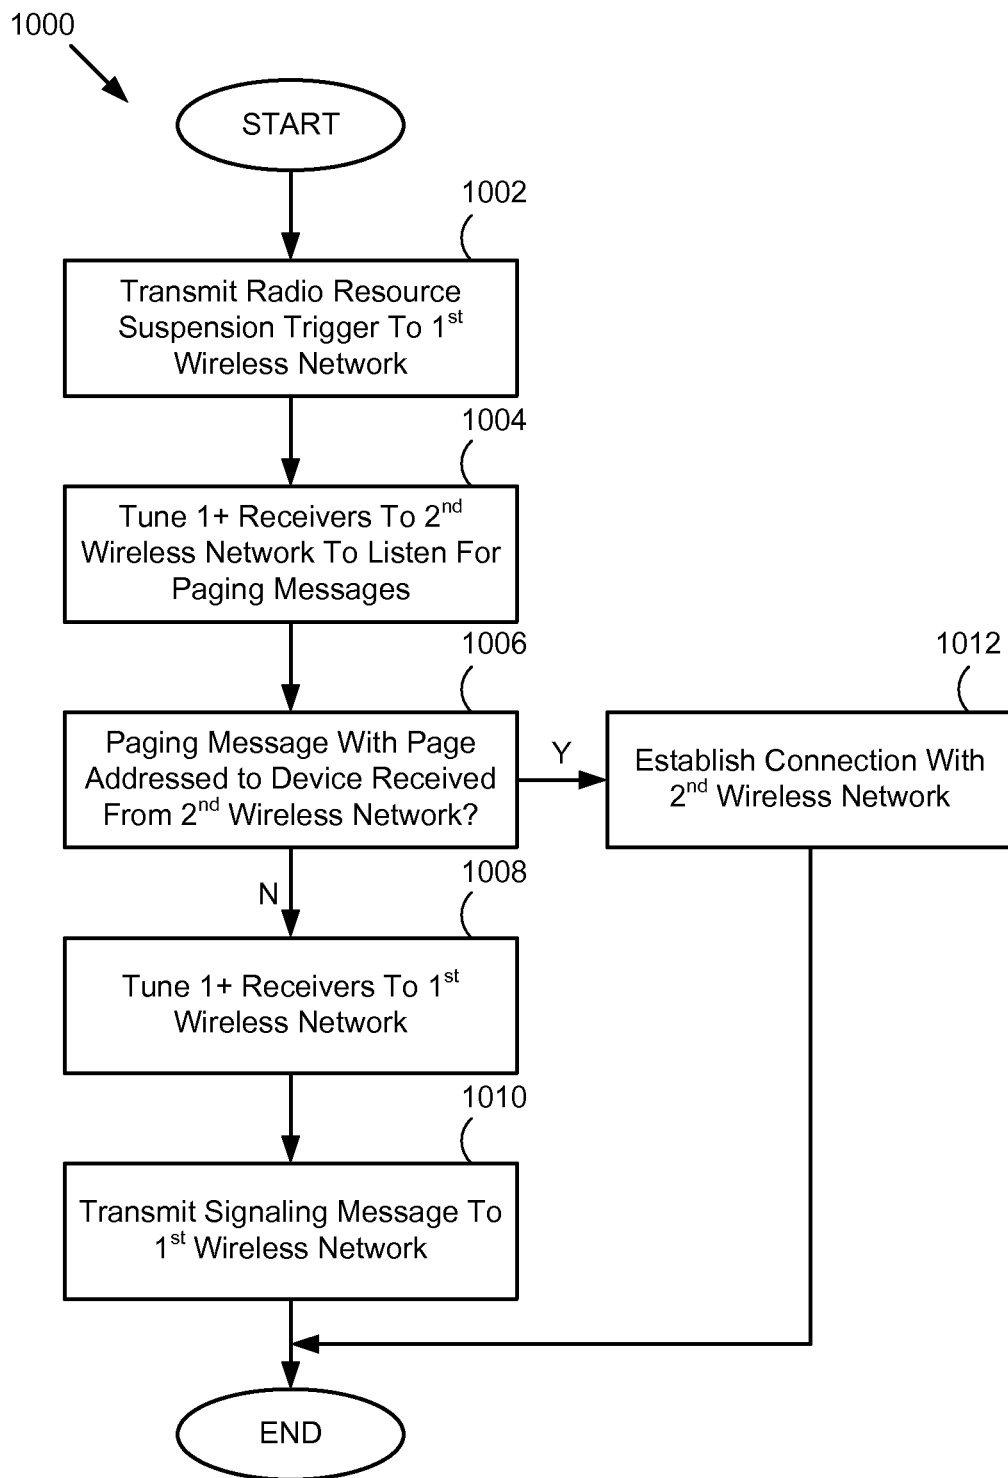 1000
START
1002
Transmit Radio Resource
Suspension Trigger To 1st
Wireless Network
1004
Tune 1+ Receivers To 2nd
Wireless Network To Listen For
Paging Messages
1006
Paging Message With Page
Addressed to Device Received
From 2nd Wireless Network?
Y
1012
Establish Connection With
2nd Wireless Network
N
1008
Tune 1+ Receivers To 1st
Wireless Network
1010
Transmit Signaling Message To
1st Wireless Network
END